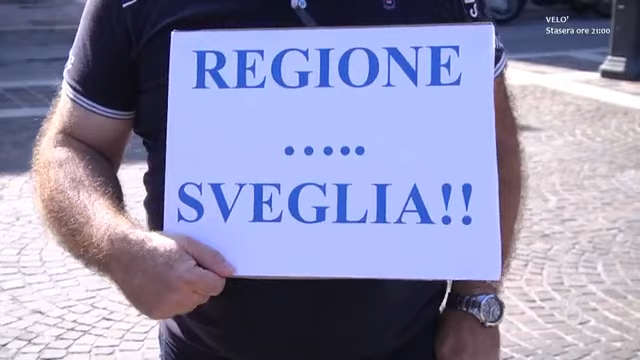 VELO'
Stasera ore 21:00
REGIONE
.....
SVEGLIA!!